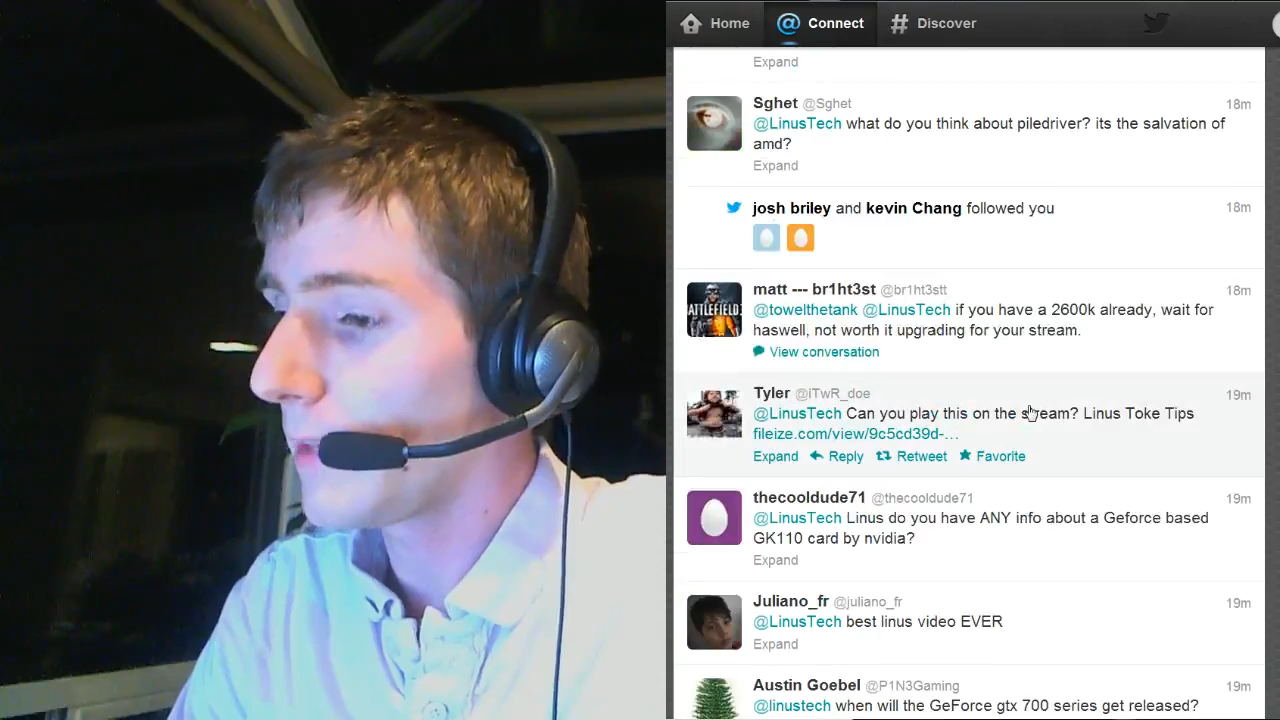 Home
Connect
Discover
Expand
Sghet @Sghet 18m
@LinusTech what do you think about piledriver? its the salvation of
amd?
Expand
josh briley and kevin Chang followed you 18m
matt --- br1ht3st @br1ht3stt 18m
@towelthetank @LinusTech if you have a 2600k already, wait for
haswell, not worth it upgrading for your stream.
View conversation
Tyler @iTwR_doe 19m
@LinusTech Can you play this on the stream? Linus Toke Tips
fileize.com/view/9c5cd39d-...
Expand Reply Retweet Favorite
thecooldude71 @thecooldude71 19m
@LinusTech Linus do you have ANY info about a Geforce based
GK110 card by nvidia?
Expand
Juliano_fr @juliano_fr 19m
@LinusTech best linus video EVER
Expand
Austin Goebel @P1N3Gaming 19m
@linustech when will the GeForce gtx 700 series get released?